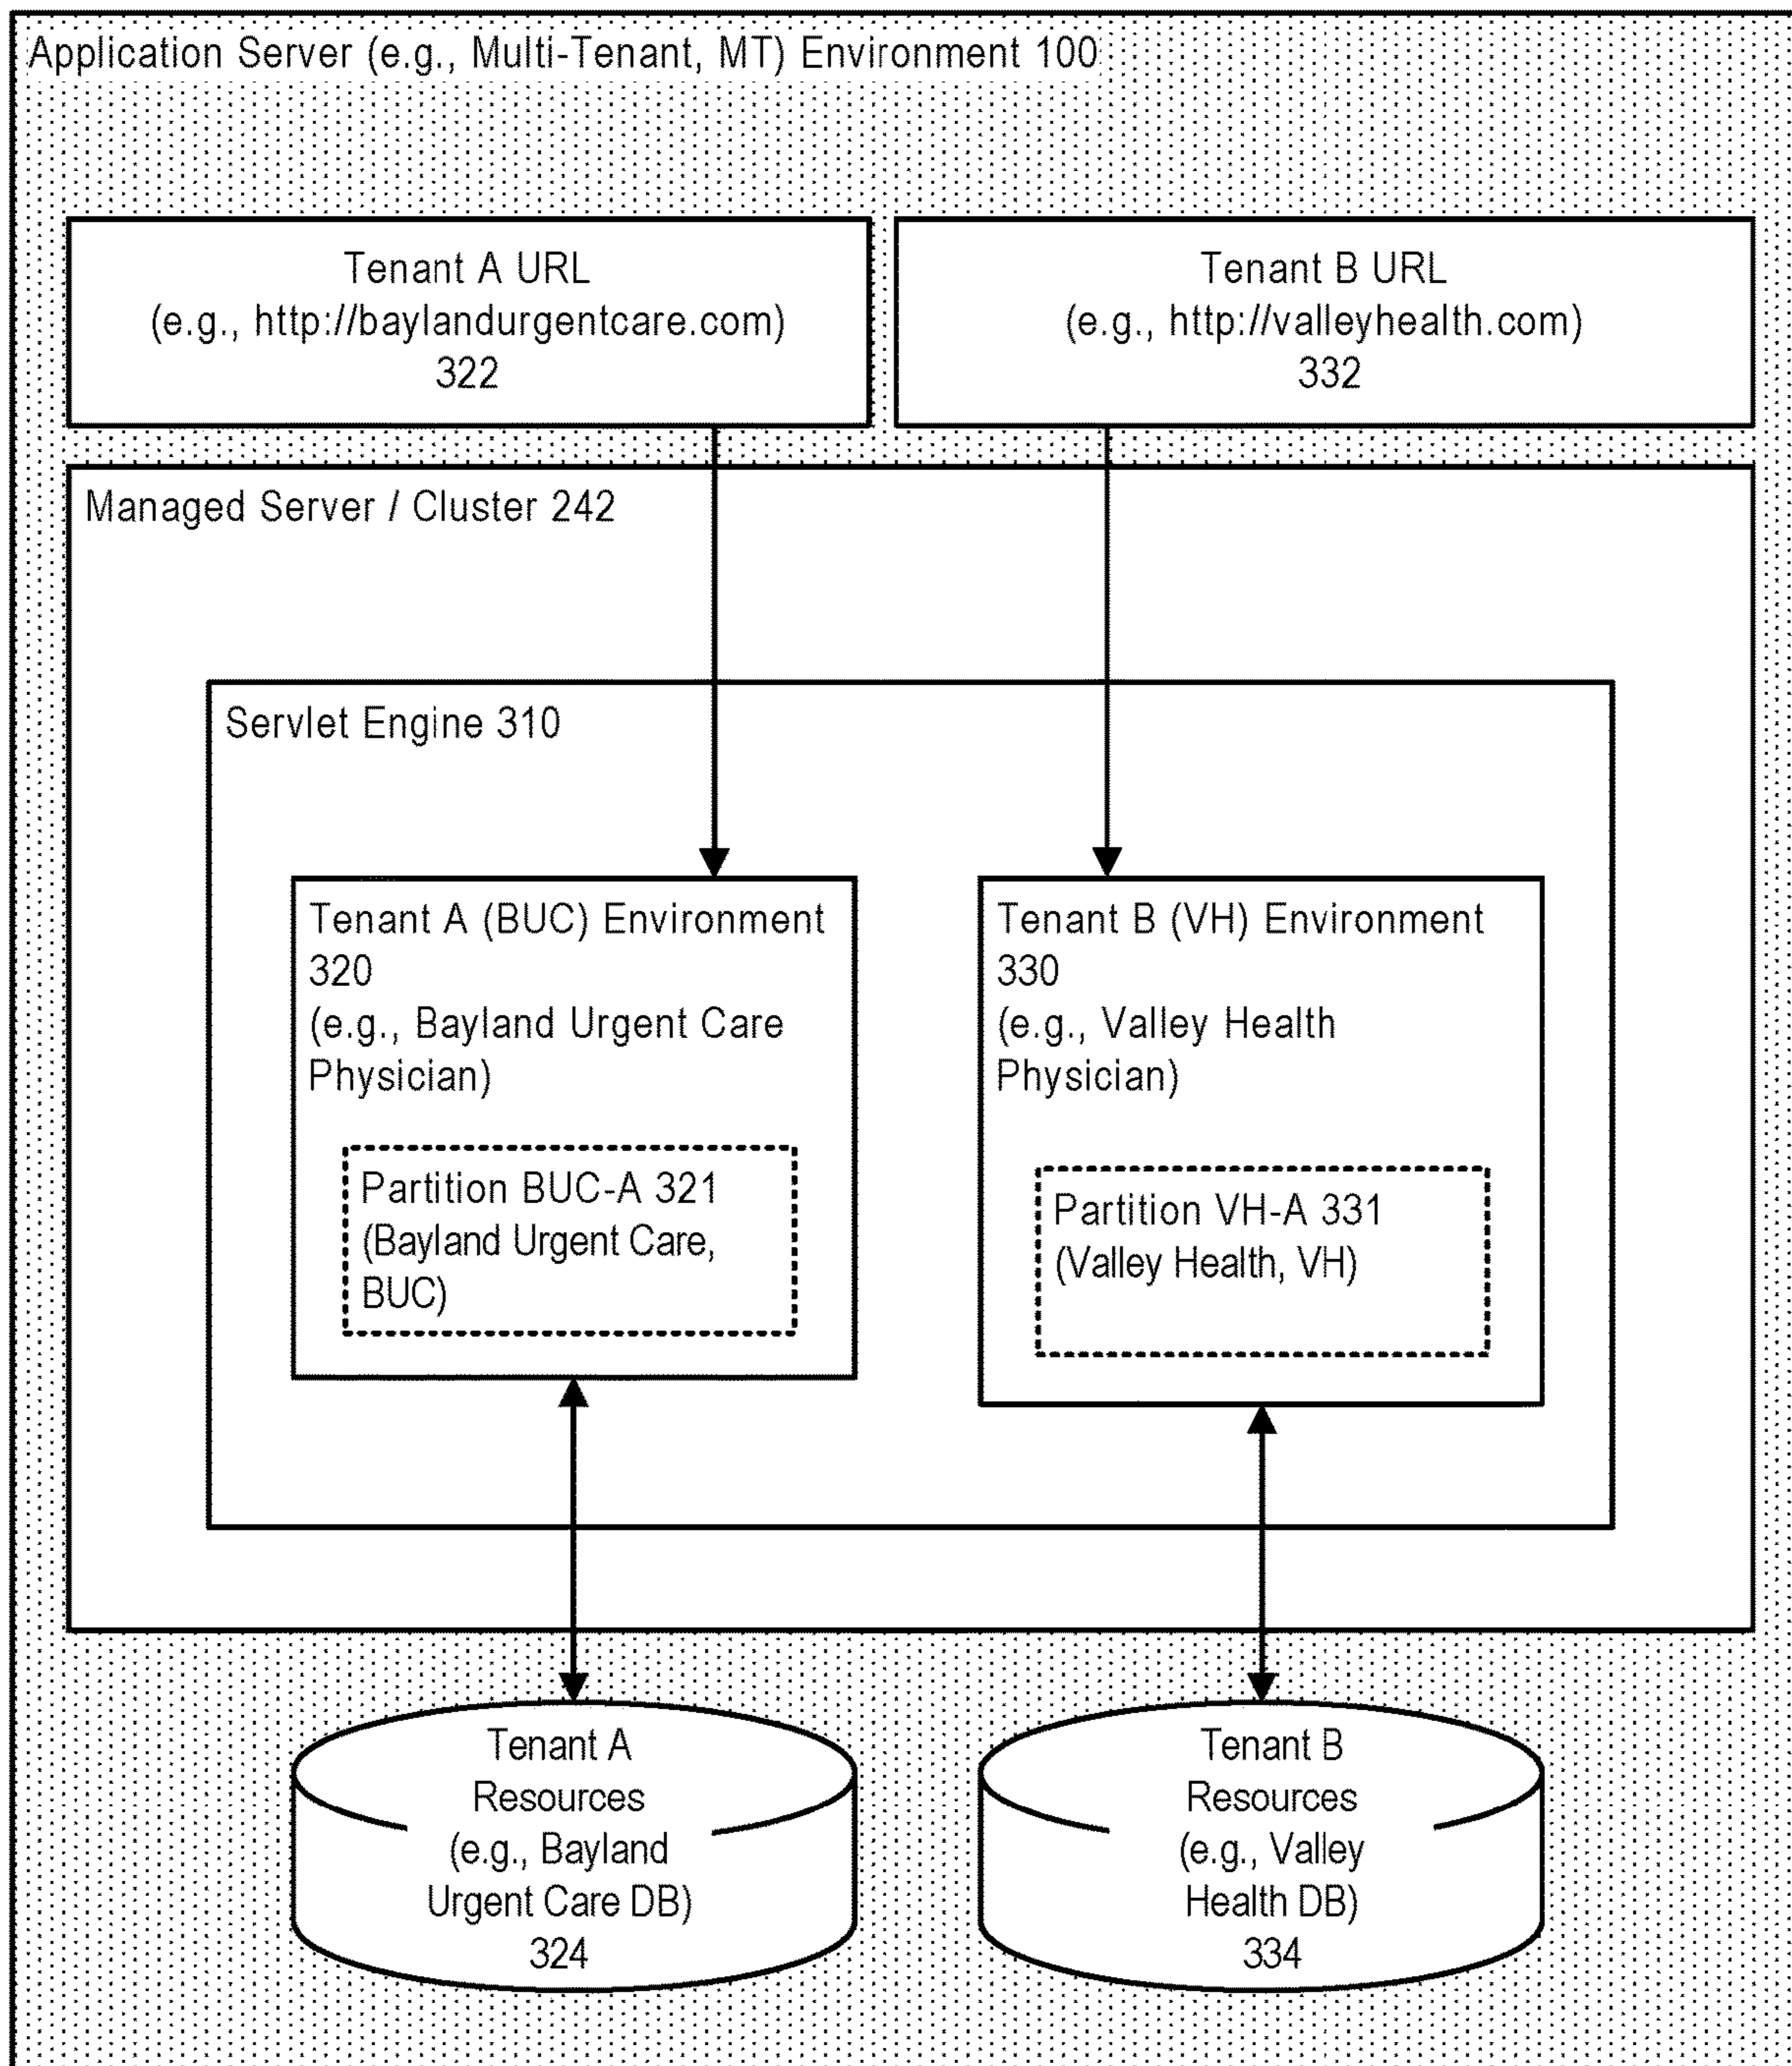 Application Server (e.g., Multi-Tenant, MT) Environment 100
Tenant A URL
(e.g., http://baylandurgentcare.com)
322
Tenant B URL
(e.g., http://valleyhealth.com)
332
Managed Server / Cluster 242
Servlet Engine 310
Tenant A (BUC) Environment
320
(e.g., Bayland Urgent Care
Physician)
Partition BUC-A 321
(Bayland Urgent Care,
BUC)
Tenant B (VH) Environment
330
(e.g., Valley Health
Physician)
Partition VH-A 331
(Valley Health, VH)
Tenant A
Resources
(e.g., Bayland
Urgent Care DB)
324
Tenant B
Resources
(e.g., Valley
Health DB)
334